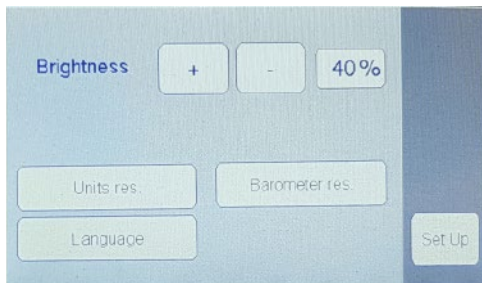 Brightness + - 40%
Units res. Barometer res.
Language Set Up